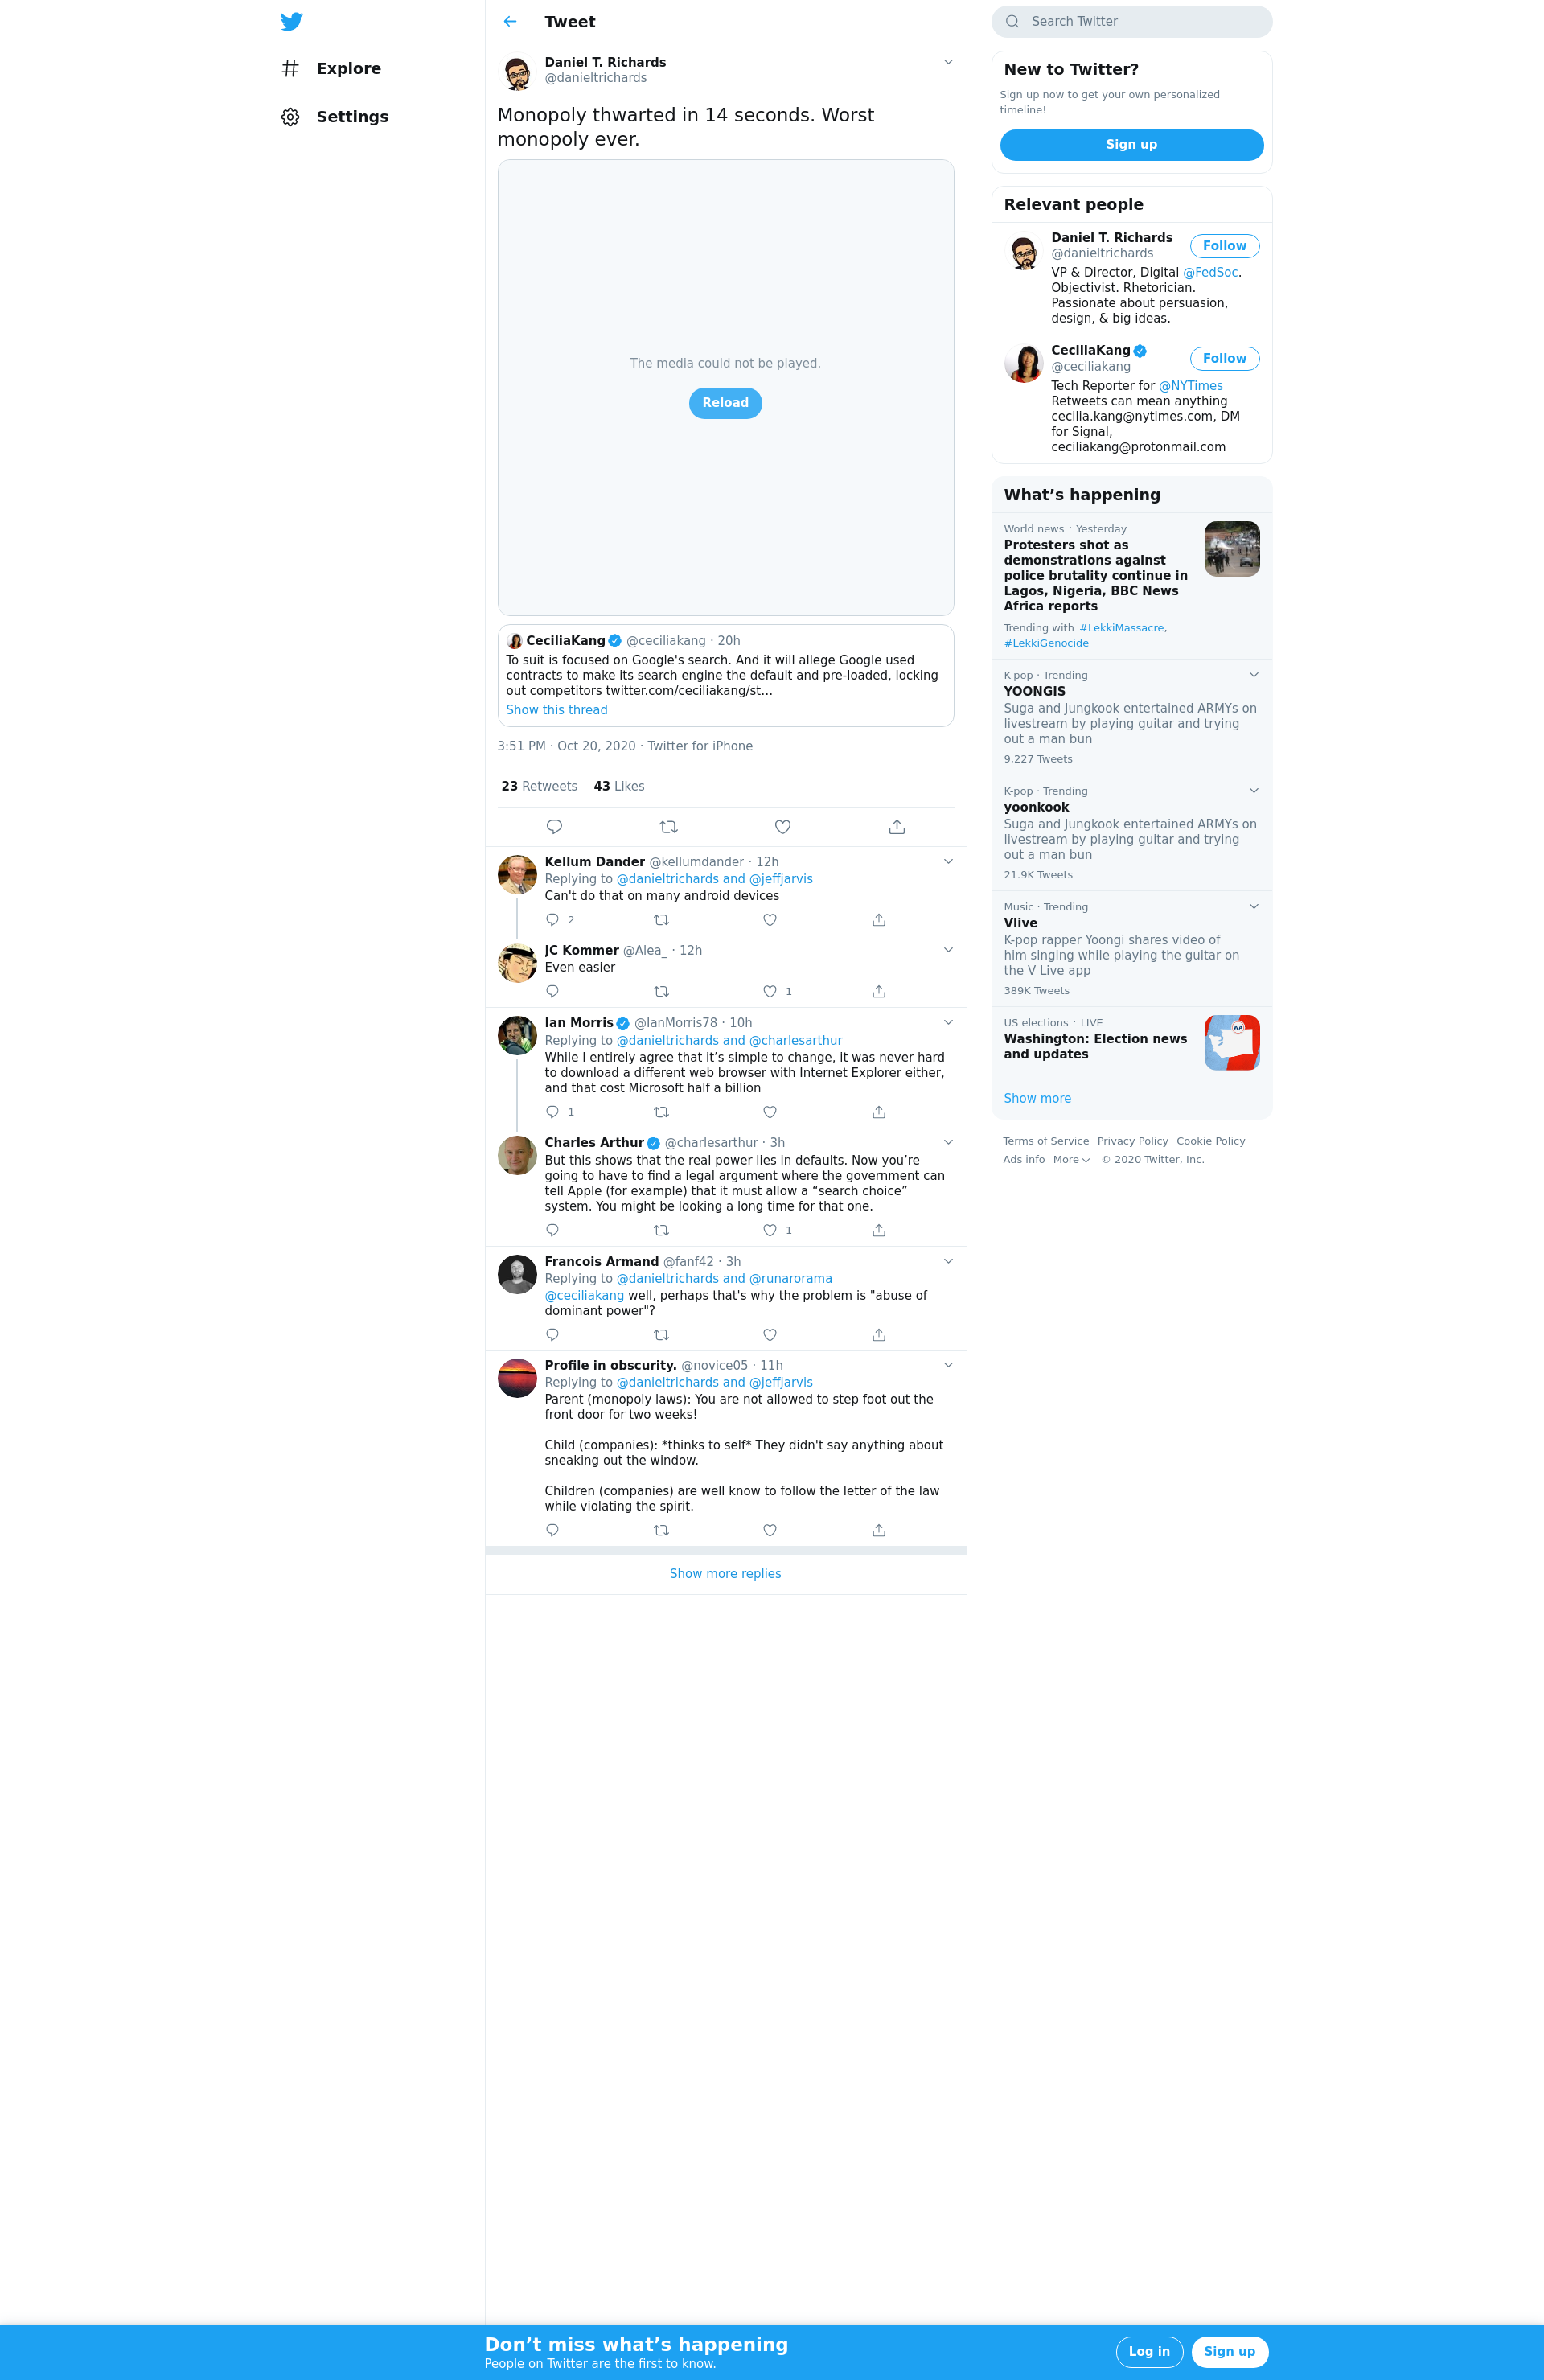 Explore
Settings
Tweet
Daniel T. Richards
@danieltrichards
Monopoly thwarted in 14 seconds. Worst
monopoly ever.
The media could not be played.
Reload
CeciliaKang @ceciliakang · 20h
To suit is focused on Google's search. And it will allege Google used
contracts to make its search engine the default and pre-loaded, locking
out competitors twitter.com/ceciliakang/st…
Show this thread
3:51 PM · Oct 20, 2020 · Twitter for iPhone
23 Retweets 43 Likes
Kellum Dander @kellumdander · 12h
Replying to @danieltrichards and @jeffjarvis
Can't do that on many android devices
2
JC Kommer @Alea_ · 12h
Even easier
1
Ian Morris @IanMorris78 · 10h
Replying to @danieltrichards and @charlesarthur
While I entirely agree that it’s simple to change, it was never hard
to download a different web browser with Internet Explorer either,
and that cost Microsoft half a billion
1
Charles Arthur @charlesarthur · 3h
But this shows that the real power lies in defaults. Now you’re
going to have to find a legal argument where the government can
tell Apple (for example) that it must allow a “search choice”
system. You might be looking a long time for that one.
1
Francois Armand @fanf42 · 3h
Replying to @danieltrichards and @runarorama
@ceciliakang well, perhaps that's why the problem is "abuse of
dominant power"?
Profile in obscurity. @novice05 · 11h
Replying to @danieltrichards and @jeffjarvis
Parent (monopoly laws): You are not allowed to step foot out the
front door for two weeks!
Child (companies): *thinks to self* They didn't say anything about
sneaking out the window.
Children (companies) are well know to follow the letter of the law
while violating the spirit.
Show more replies
Search Twitter
New to Twitter?
Sign up now to get your own personalized
timeline!
Sign up
Relevant people
Daniel T. Richards
@danieltrichards
Follow
VP & Director, Digital @FedSoc.
Objectivist. Rhetorician.
Passionate about persuasion,
design, & big ideas.
CeciliaKang
@ceciliakang
Follow
Tech Reporter for @NYTimes
Retweets can mean anything
cecilia.kang@nytimes.com, DM
for Signal,
ceciliakang@protonmail.com
What’s happening
World news · Yesterday
Protesters shot as
demonstrations against
police brutality continue in
Lagos, Nigeria, BBC News
Africa reports
Trending with #LekkiMassacre,
#LekkiGenocide
K-pop · Trending
YOONGIS
Suga and Jungkook entertained ARMYs on
livestream by playing guitar and trying
out a man bun
9,227 Tweets
K-pop · Trending
yoonkook
Suga and Jungkook entertained ARMYs on
livestream by playing guitar and trying
out a man bun
21.9K Tweets
Music · Trending
Vlive
K-pop rapper Yoongi shares video of
him singing while playing the guitar on
the V Live app
389K Tweets
US elections · LIVE
Washington: Election news
and updates
WA
Show more
Terms of Service Privacy Policy Cookie Policy
Ads info More © 2020 Twitter, Inc.
Don’t miss what’s happening
People on Twitter are the first to know.
Log in
Sign up